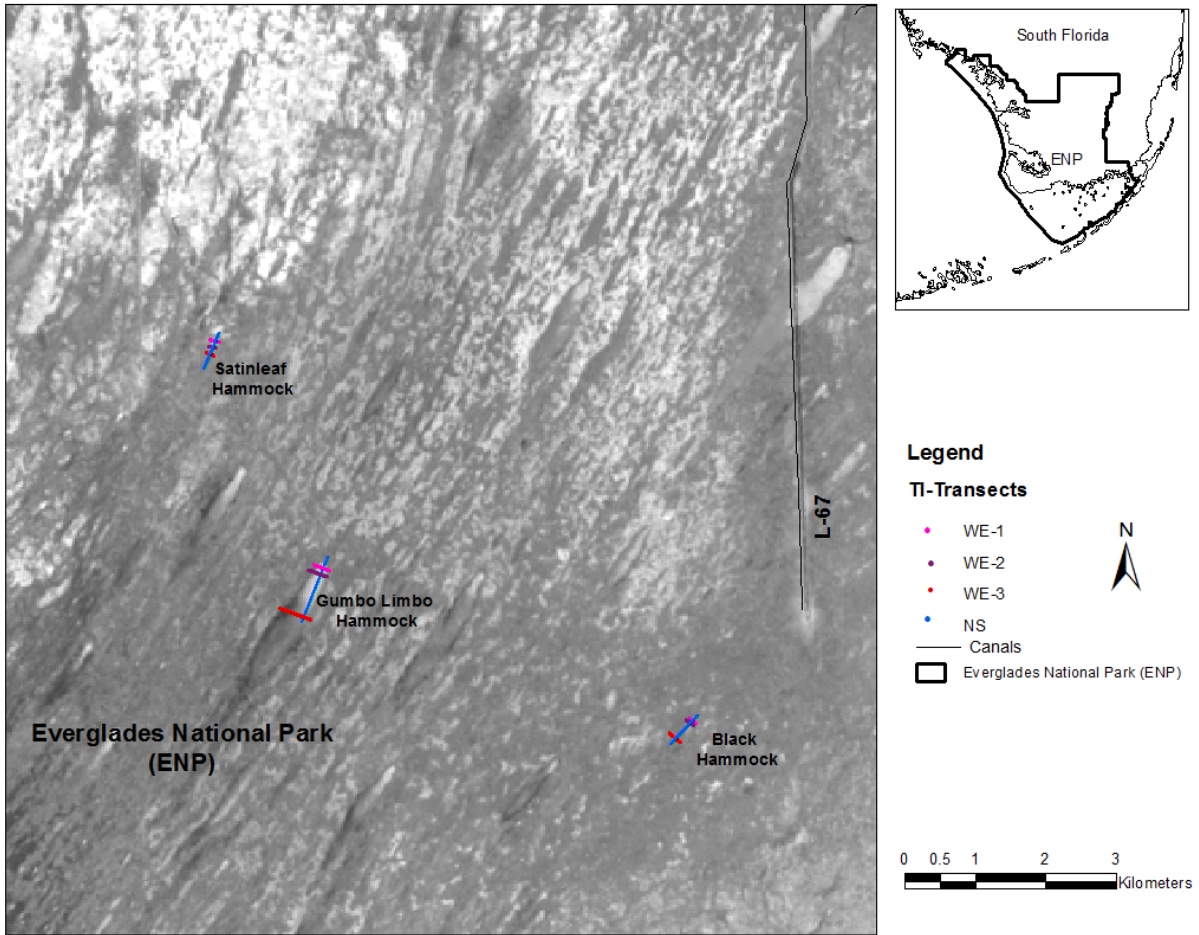 South Florida
ENP
Satinleaf
Hammock
L-67
Gumbo Limbo
Hammock
Everglades National Park
(ENP)
Black
Hammock
Legend
TI-Transects
WE-1
WE-2
WE-3
NS
Canals
Everglades National Park (ENP)
N
0 0.5 1 2 3
Kilometers